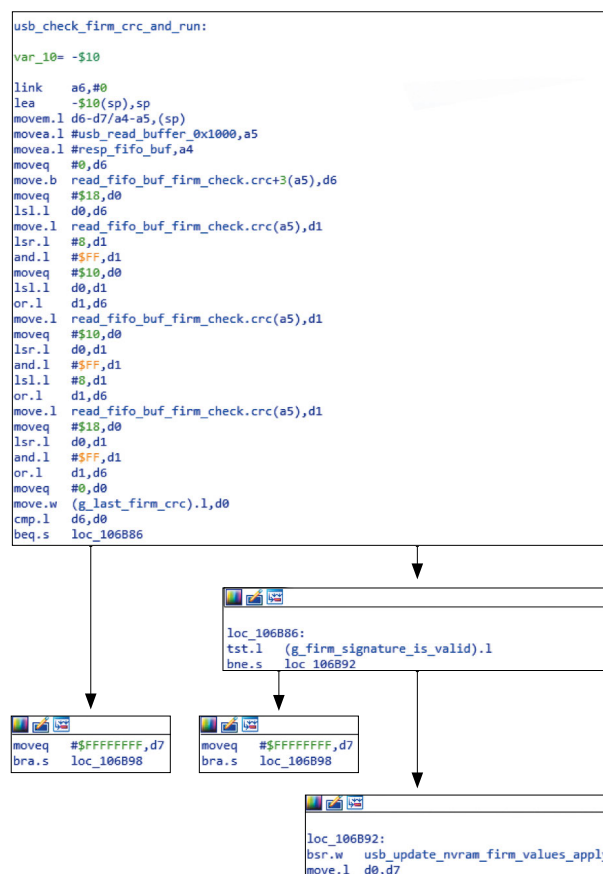 usb_check_firm_crc_and_run:
var_10= -$10
link a6,#0
lea -$10(sp),sp
movem.l d6-d7/a4-a5,(sp)
movea.l #usb_read_buffer_0x1000,a5
movea.l #resp_fifo_buf,a4
moveq #0,d6
move.b read_fifo_buf_firm_check.crc+3(a5),d6
moveq #$18,d0
lsl.l d0,d6
move.l read_fifo_buf_firm_check.crc(a5),d1
lsr.l #8,d1
and.l #$FF,d1
moveq #$10,d0
lsl.l d0,d1
or.l d1,d6
move.l read_fifo_buf_firm_check.crc(a5),d1
moveq #$10,d0
lsr.l d0,d1
and.l #$FF,d1
lsl.l #8,d1
or.l d1,d6
move.l read_fifo_buf_firm_check.crc(a5),d1
moveq #$18,d0
lsr.l d0,d1
and.l #$FF,d1
or.l d1,d6
moveq #0,d0
move.w (g_last_firm_crc).l,d0
cmp.l d6,d0
beq.s loc_106B86
loc_106B86:
tst.l (g_firm_signature_is_valid).l
bne.s loc_106B92
moveq #$FFFFFFFF,d7
bra.s loc_106B98
moveq #$FFFFFFFF,d7
bra.s loc_106B98
loc_106B92:
bsr.w usb_update_nvram_firm_values_apply
move.l d0,d7